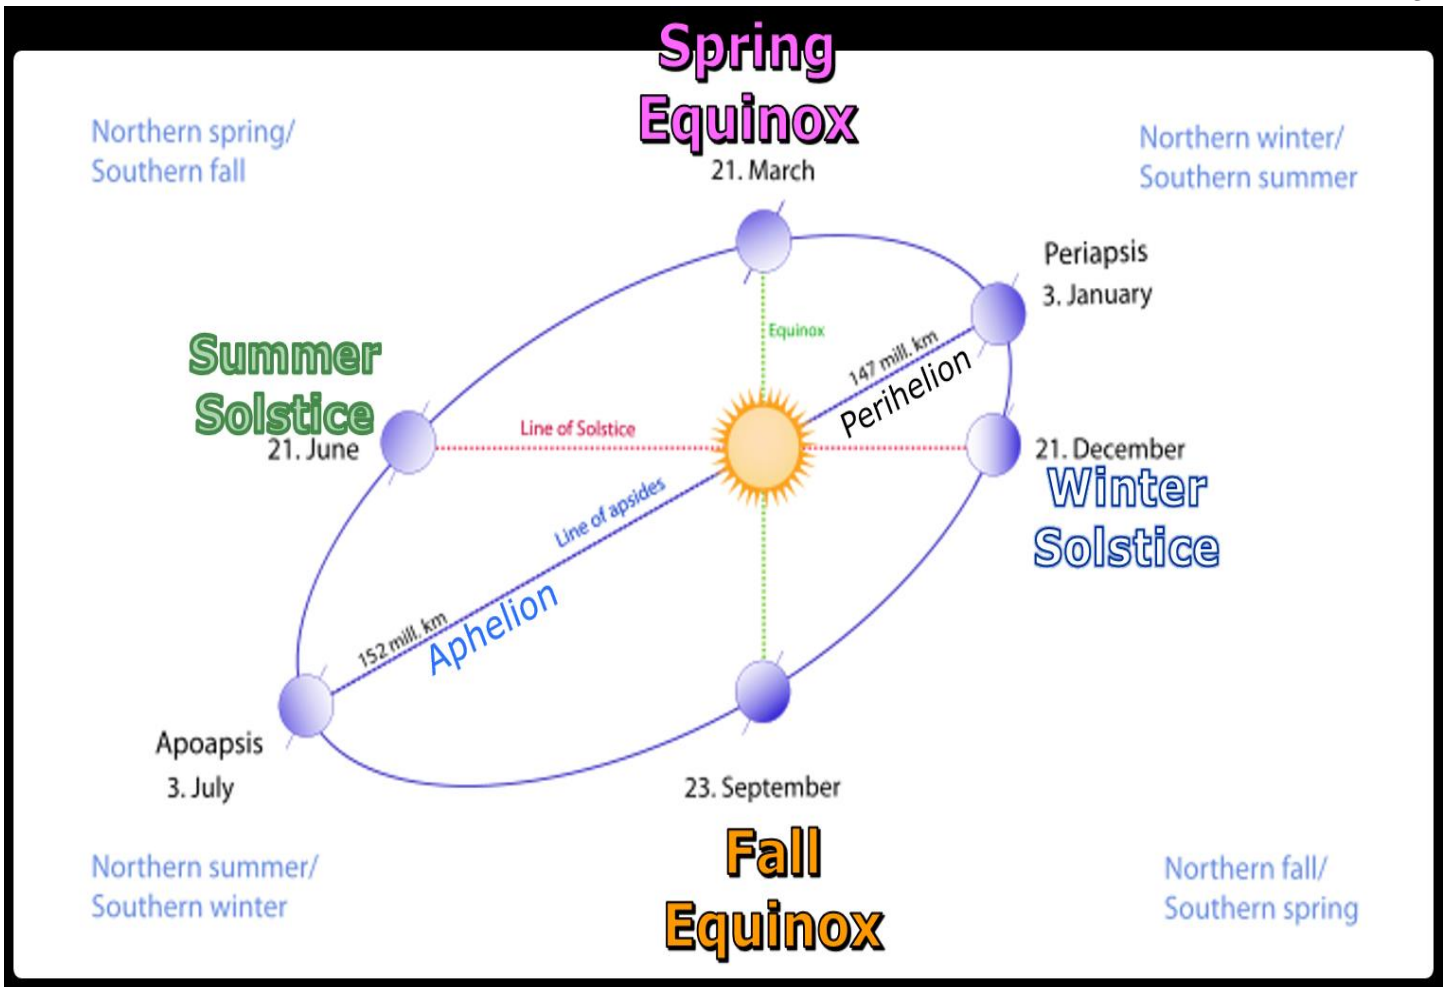 Spring
Equinox
21. March
Northern spring/
Southern fall
Northern winter/
Southern summer
Periapsis
3. January
Equinox
147 mill. km
Perihelion
Summer
Solstice
21. June
Line of Solstice
21. December
Winter
Solstice
Line of apsides
152 mill. km
Aphelion
Apoapsis
3. July
23. September
Fall
Equinox
Northern summer/
Southern winter
Northern fall/
Southern spring